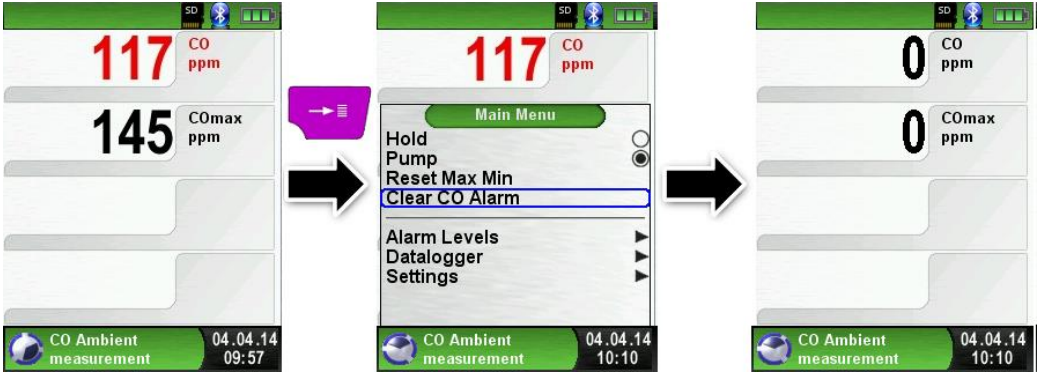 SD
117 CO
ppm
145 COmax
ppm
CO Ambient 04.04.14
measurement 09:57
SD
117 CO
ppm
Main Menu
Hold
Pump
Reset Max Min
Clear CO Alarm
Alarm Levels
Datalogger
Settings
CO Ambient 04.04.14
measurement 10:10
SD
0 CO
ppm
0 COmax
ppm
CO Ambient 04.04.14
measurement 10:10